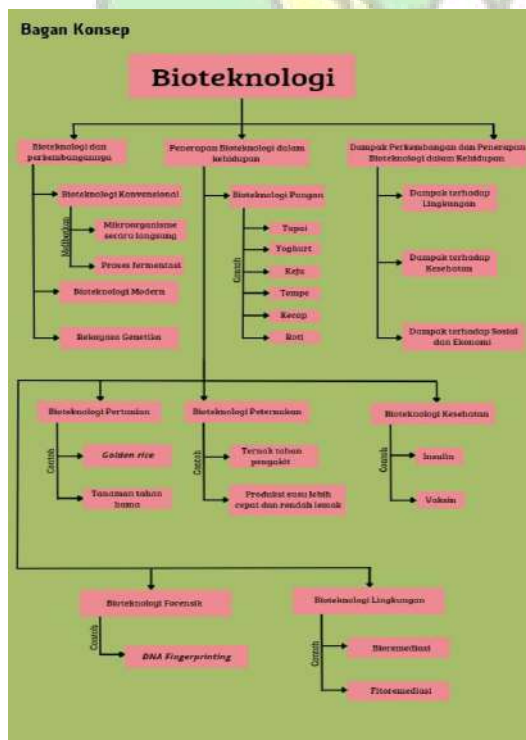 Bagan Konsep
Bioteknologi
Bioteknologi dan
perkembangannya
Bioteknologi Konvensional
Melibatkan
Mikroorganisme
secara langsung
Proses fermentasi
Bioteknologi Modern
Rekayasa Genetika
Penerapan Bioteknologi dalam
kehidupan
Bioteknologi Pangan
Contoh
Tapai
Yoghurt
Keju
Tempe
Kecap
Roti
Dampak Perkembangan dan Penerapan
Bioteknologi dalam Kehidupan
Dampak terhadap
Lingkungan
Dampak terhadap
Kesehatan
Dampak terhadap Sosial
dan Ekonomi
Bioteknologi Pertanian
Contoh
Golden rice
Tanaman tahan
hama
Bioteknologi Peternakan
Contoh
Ternak tahan
penyakit
Produksi susu lebih
cepat dan rendah lemak
Bioteknologi Kesehatan
Contoh
Insulin
Vaksin
Bioteknologi Forensik
Contoh
DNA Fingerprinting
Bioteknologi Lingkungan
Contoh
Bioremediasi
Fitoremediasi